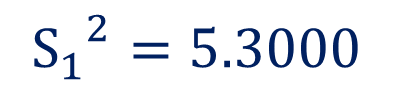 S₁² = 5.3000